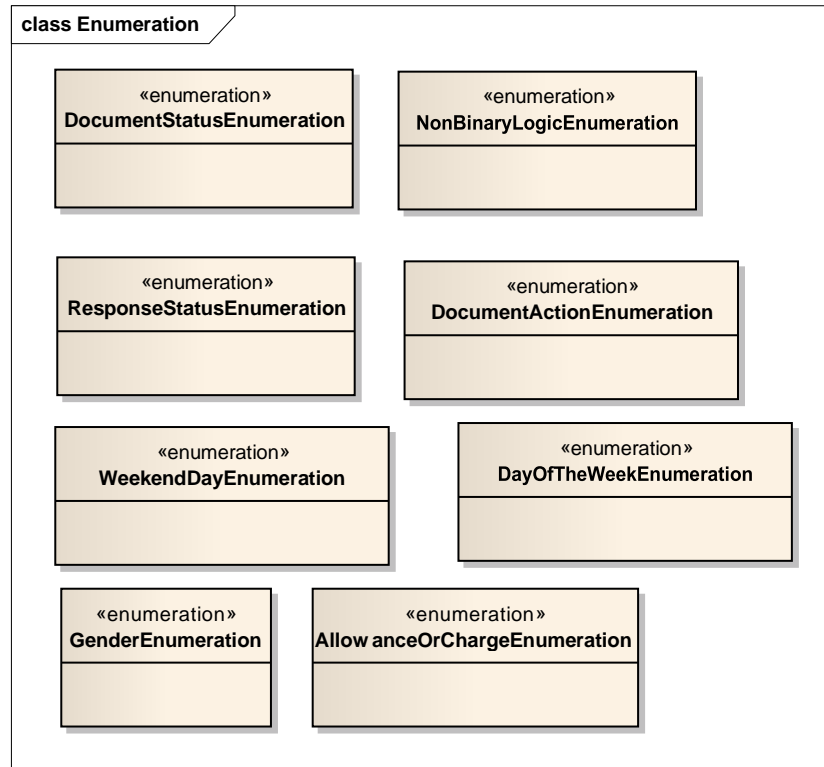 class Enumeration
«enumeration»
DocumentStatusEnumeration
«enumeration»
NonBinaryLogicEnumeration
«enumeration»
ResponseStatusEnumeration
«enumeration»
DocumentActionEnumeration
«enumeration»
WeekendDayEnumeration
«enumeration»
DayOfTheWeekEnumeration
«enumeration»
GenderEnumeration
«enumeration»
Allow anceOrChargeEnumeration